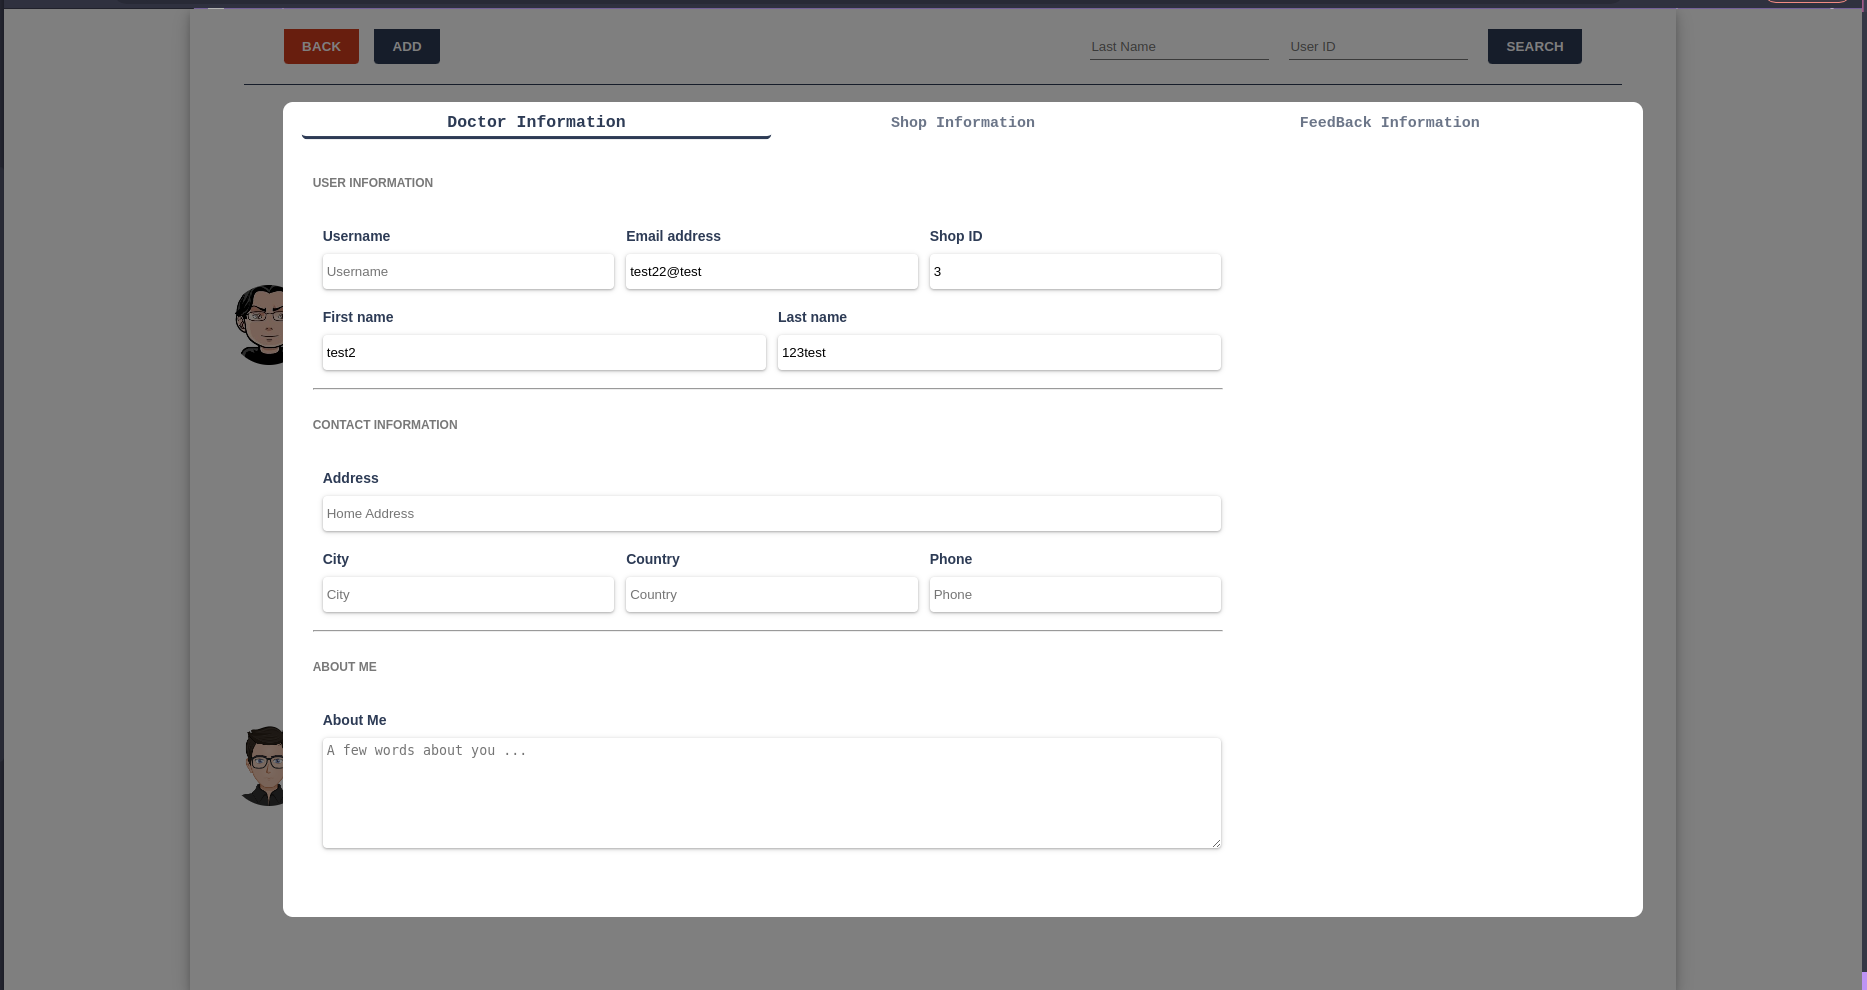 BACK ADD Last Name User ID SEARCH
Doctor Information Shop Information FeedBack Information
USER INFORMATION
Username Email address Shop ID
Username test22@test 3
First name Last name
test2 123test
CONTACT INFORMATION
Address
Home Address
City Country Phone
City Country Phone
ABOUT ME
About Me
A few words about you ...